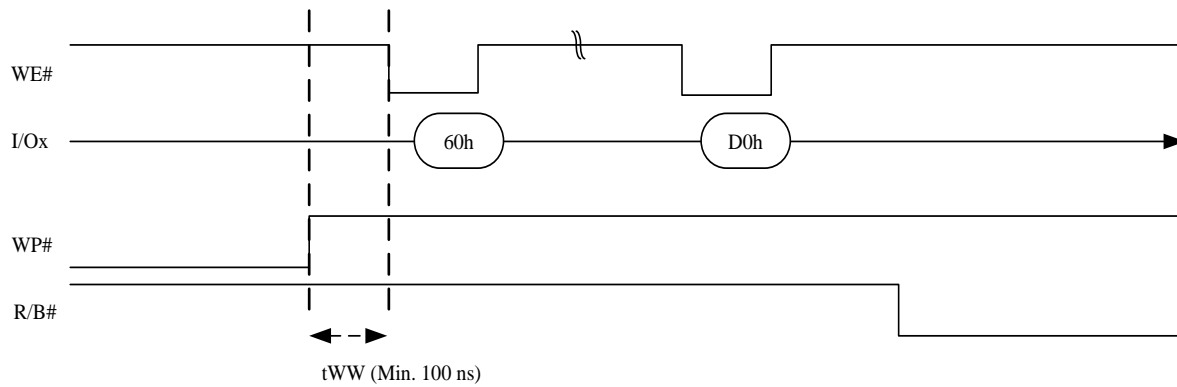 WE#
I/Ox
60h
D0h
WP#
R/B#
tWW (Min. 100 ns)